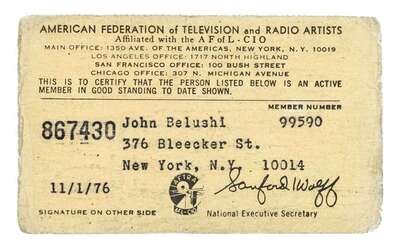 AMERICAN FEDERATION of TELEVISION and RADIO ARTISTS
Affiliated with the AFofL-CIO
MAIN OFFICE: 1350 AVE. OF THE AMERICAS, NEW YORK, N.Y. 10019
LOS ANGELES OFFICE: 1717 NORTH HIGHLAND
SAN FRANCISCO OFFICE: 100 BUSH STREET
CHICAGO OFFICE: 307 N. MICHIGAN AVENUE
THIS IS TO CERTIFY THAT THE PERSON LISTED BELOW IS AN ACTIVE
MEMBER IN GOOD STANDING TO DATE SHOWN.
MEMBER NUMBER
867430 John Belushi 99590
376 Bleecker St.
New York, N.Y. 10014
11/1/76 Sanford Wolff
SIGNATURE ON OTHER SIDE National Executive Secretary